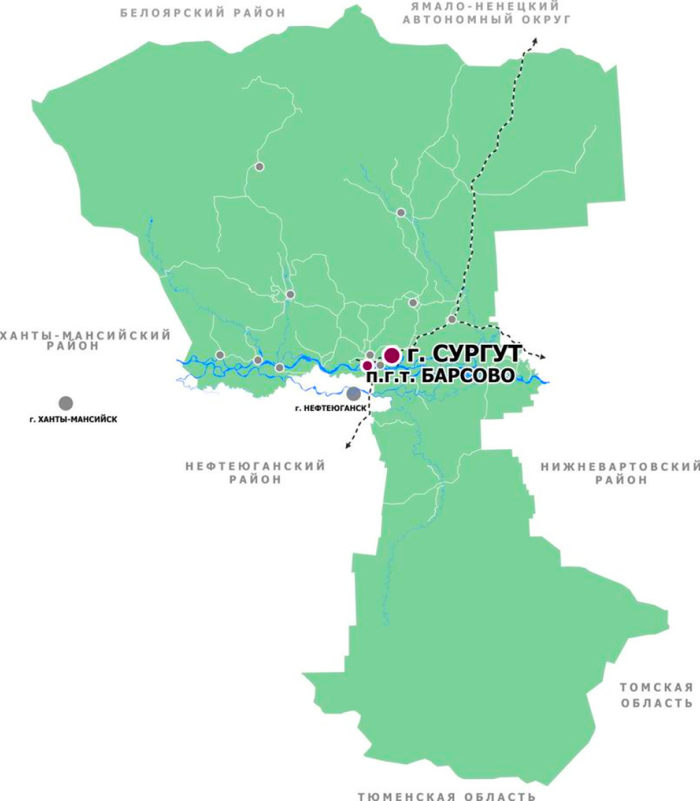 БЕЛОЯРСКИЙ РАЙОН
ЯМАЛО-НЕНЕЦКИЙ
АВТОНОМНЫЙ ОКРУГ
ХАНТЫ-МАНСИЙСКИЙ
РАЙОН
г. СУРГУТ
п.г.т. БАРСОВО
г. НЕФТЕЮГАНСК
г. ХАНТЫ-МАНСИЙСК
НЕФТЕЮГАНСКИЙ
РАЙОН
НИЖНЕВАРТОВСКИЙ
РАЙОН
ТОМСКАЯ
ОБЛАСТЬ
ТЮМЕНСКАЯ ОБЛАСТЬ